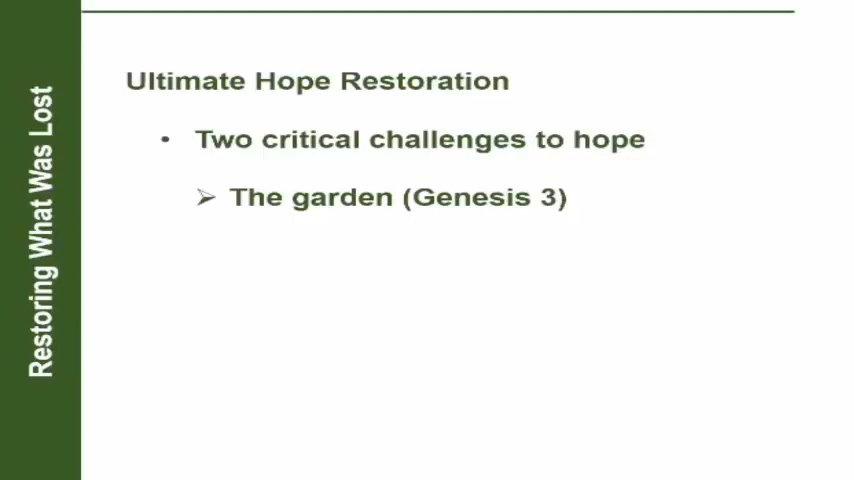 Restoring What Was Lost
Ultimate Hope Restoration
• Two critical challenges to hope
➢ The garden (Genesis 3)